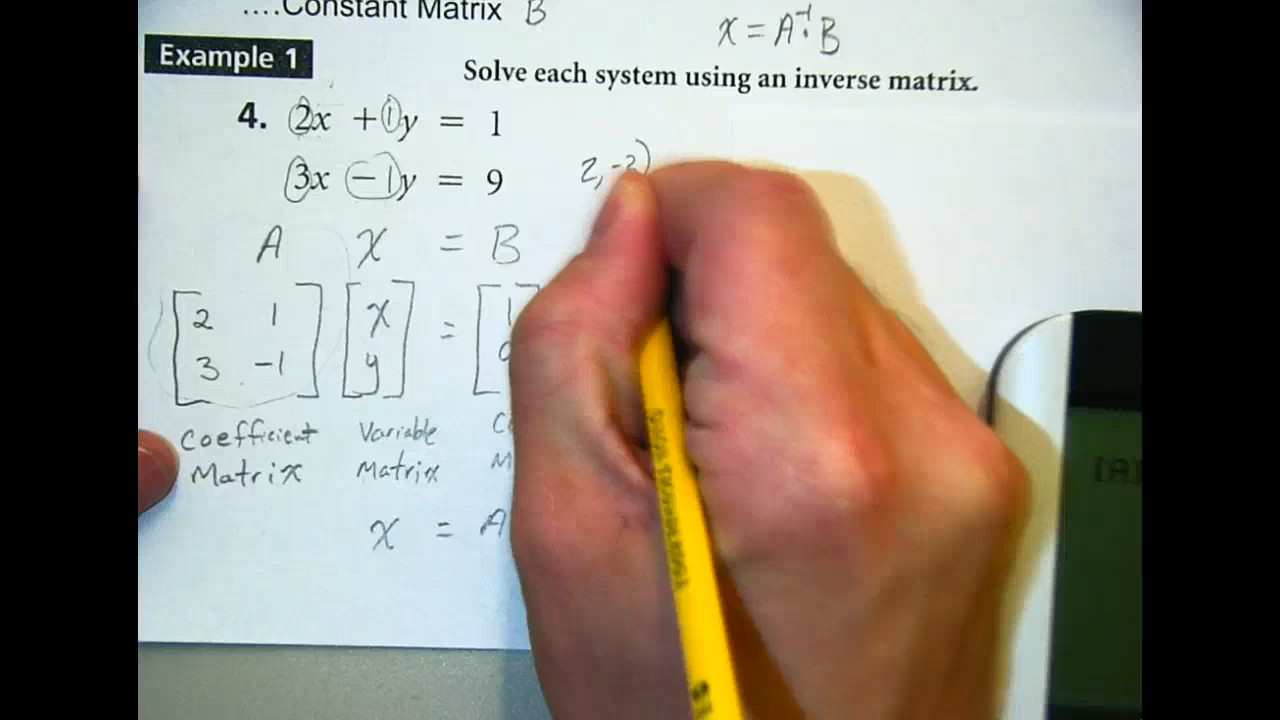 ....Constant Matrix B
x = A⁻¹·B
Example 1
Solve each system using an inverse matrix.
4. 2x + 1y = 1
3x - 1y = 9
2, -3)
A X = B
2 1 x = 1
3 -1 y
Coefficient Variable
Matrix Matrix
x = A
[A]